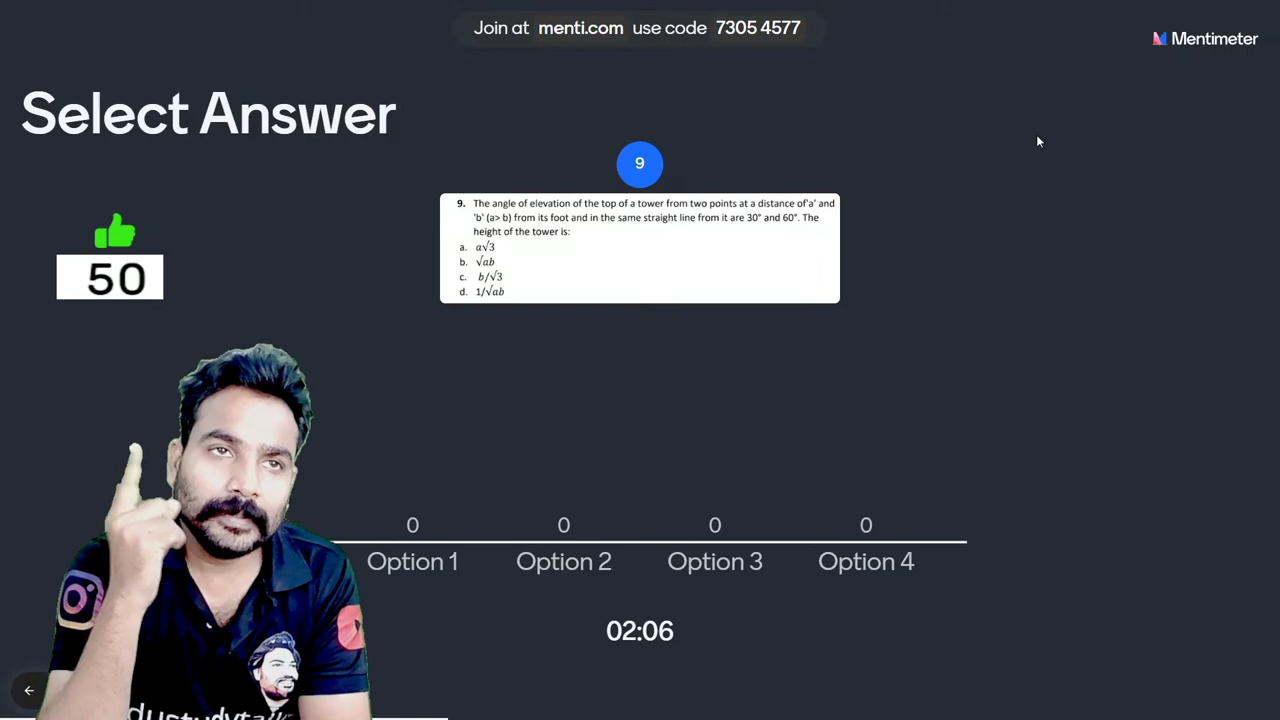 Join at menti.com use code 7305 4577
Mentimeter
Select Answer
9
9. The angle of elevation of the top of a tower from two points at a distance of'a' and
'b' (a> b) from its foot and in the same straight line from it are 30° and 60°. The
height of the tower is:
a. a√3
b. √ab
c. b/√3
d. 1/√ab
50
0 0 0 0
Option 1 Option 2 Option 3 Option 4
02:06